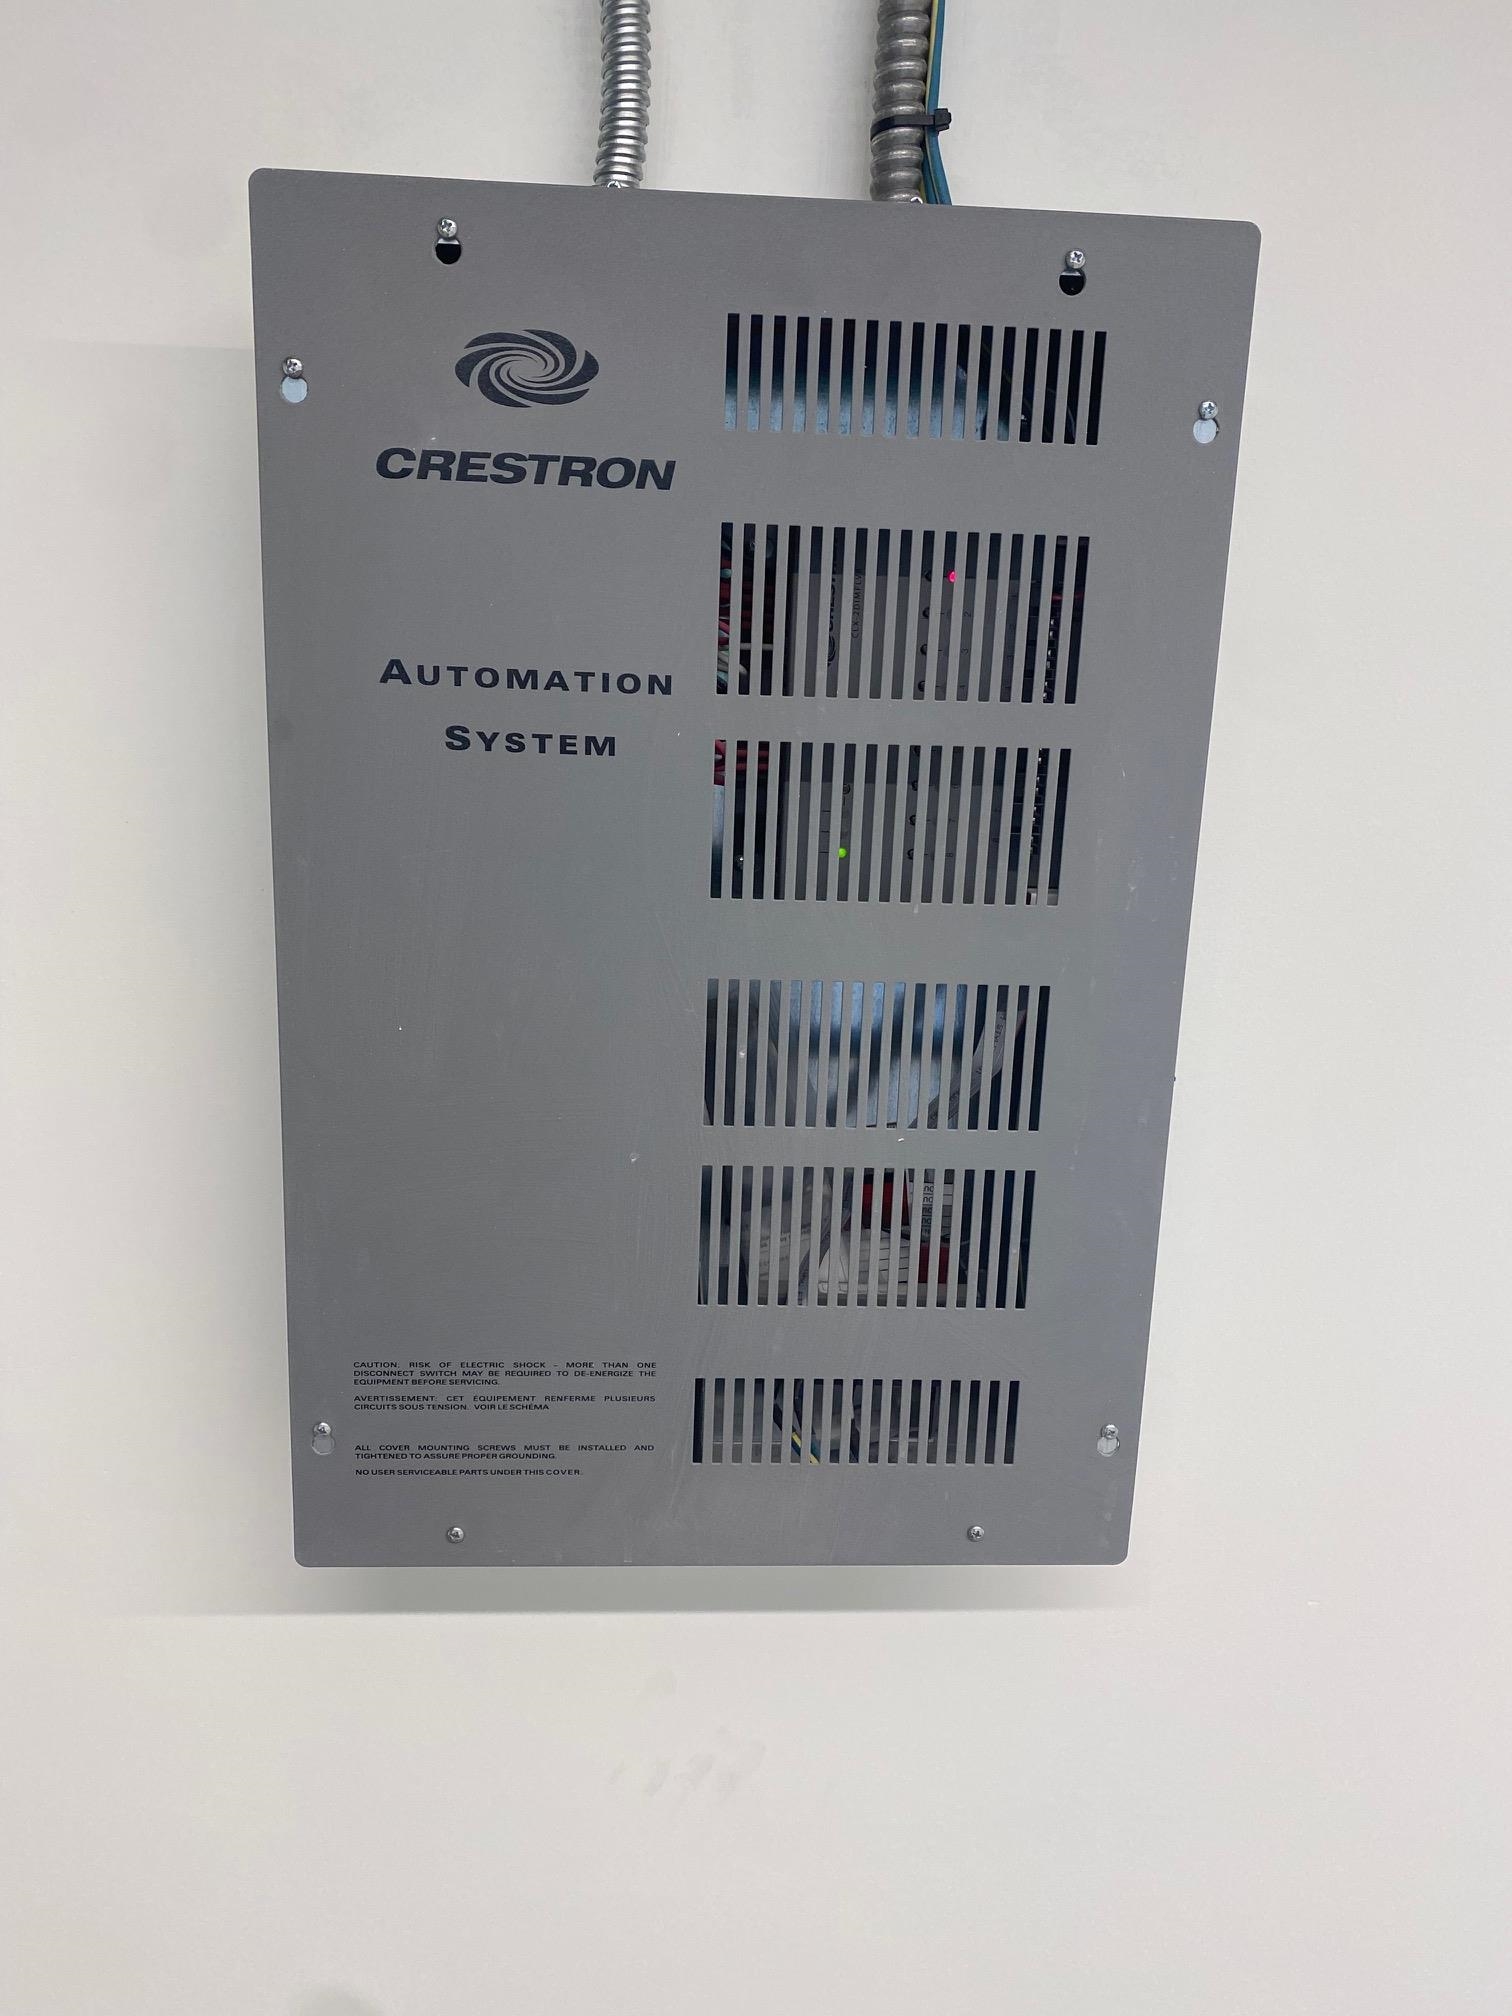 CRESTRON
AUTOMATION
SYSTEM
CAUTION: RISK OF ELECTRIC SHOCK - MORE THAN ONE
DISCONNECT SWITCH MAY BE REQUIRED TO DE-ENERGIZE THE
EQUIPMENT BEFORE SERVICING.
AVERTISSEMENT: CET ÉQUIPEMENT RENFERME PLUSIEURS
CIRCUITS SOUS TENSION. VOIR LE SCHÉMA
ALL COVER MOUNTING SCREWS MUST BE INSTALLED AND
TIGHTENED TO ASSURE PROPER GROUNDING.
NO USER SERVICEABLE PARTS UNDER THIS COVER.